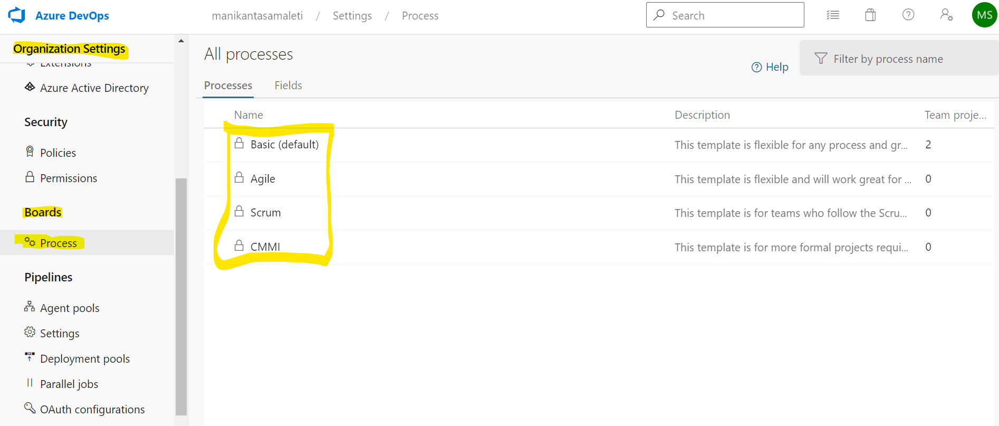 Azure DevOps
manikantasamaleti / Settings / Process
Search
MS
Organization Settings
Extensions
Azure Active Directory
Security
Policies
Permissions
Boards
Process
Pipelines
Agent pools
Settings
Deployment pools
Parallel jobs
OAuth configurations
All processes
Help
Filter by process name
Processes Fields
Name Description Team proje...
Basic (default) This template is flexible for any process and gr... 2
Agile This template is flexible and will work great for ... 0
Scrum This template is for teams who follow the Scru... 0
CMMI This template is for more formal projects requi... 0